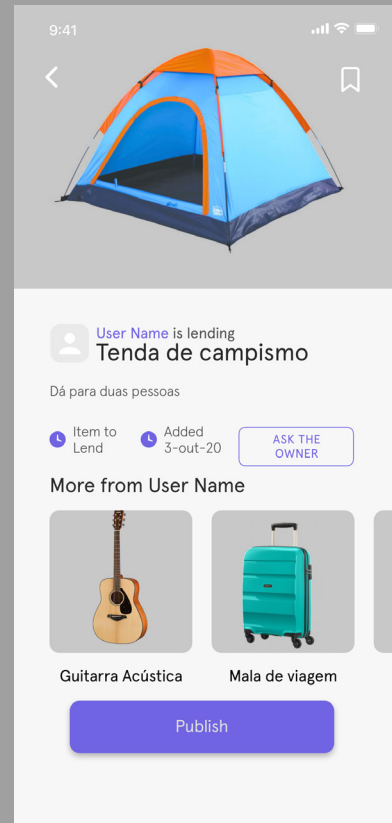 9:41
User Name is lending
Tenda de campismo
Dá para duas pessoas
Item to
Lend
Added
3-out-20
ASK THE
OWNER
More from User Name
Guitarra Acústica
Mala de viagem
Publish